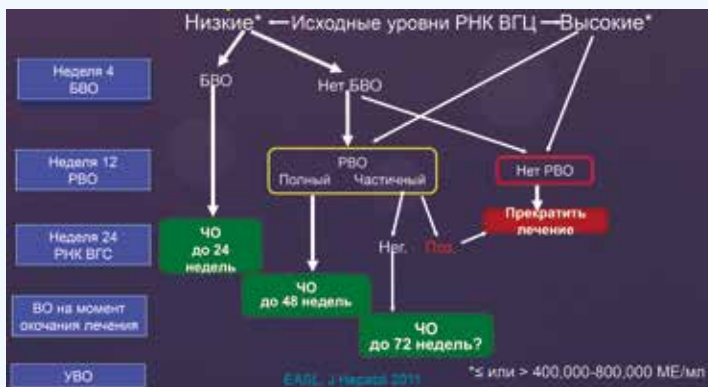 Низкие* ← Исходные уровни РНК ВГЦ → Высокие*
Неделя 4
БВО
БВО
Нет БВО
Неделя 12
РВО
РВО
Полный Частичный
Нет РВО
Прекратить
лечение
Неделя 24
РНК ВГС
ЧО
до 24
недель
Нег.
Поз.
ЧО
до 48 недель
ВО на момент
окочания лечения
ЧО
до 72 недель?
УВО
EASL. J Hepatol 2011
*≤ или > 400,000-800,000 МЕ/мл